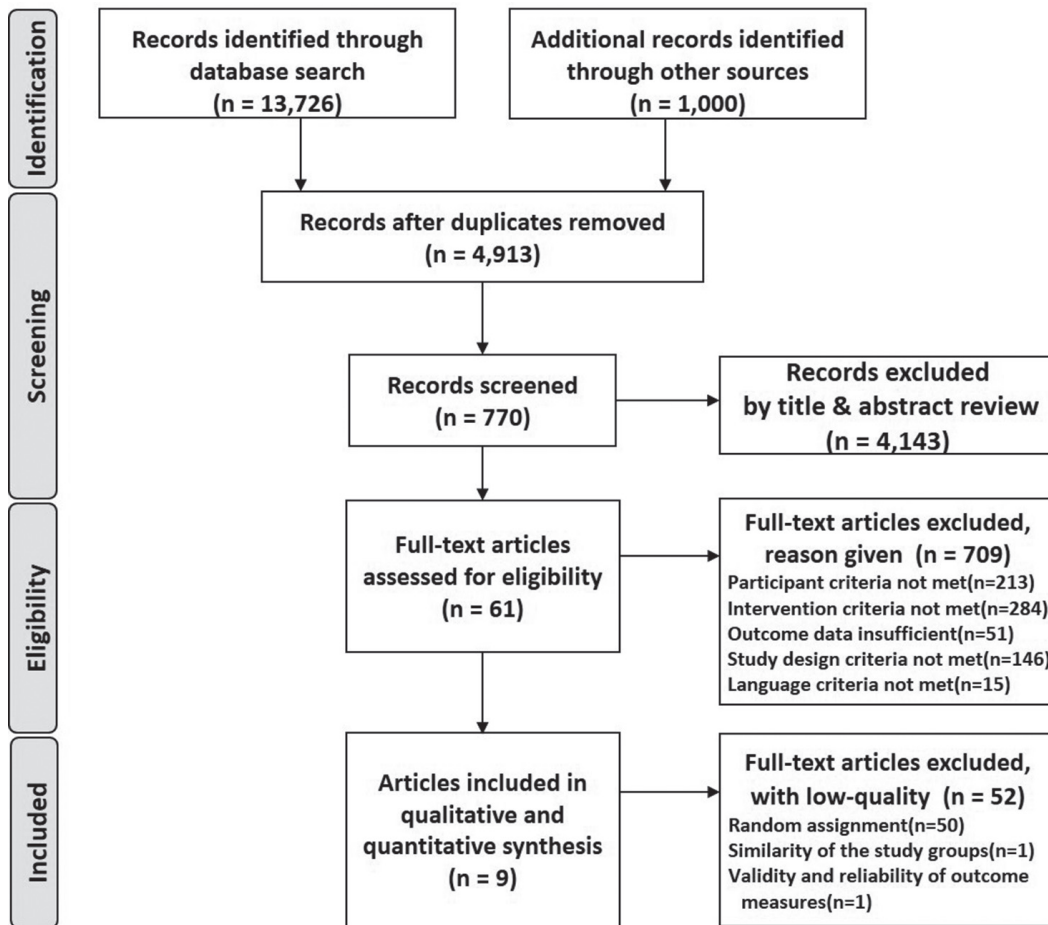 Identification
Records identified through
database search
(n = 13,726)
Additional records identified
through other sources
(n = 1,000)
Screening
Records after duplicates removed
(n = 4,913)
Records screened
(n = 770)
Records excluded
by title & abstract review
(n = 4,143)
Eligibility
Full-text articles
assessed for eligibility
(n = 61)
Full-text articles excluded,
reason given (n = 709)
Participant criteria not met(n=213)
Intervention criteria not met(n=284)
Outcome data insufficient(n=51)
Study design criteria not met(n=146)
Language criteria not met(n=15)
Included
Articles included in
qualitative and
quantitative synthesis
(n = 9)
Full-text articles excluded,
with low-quality (n = 52)
Random assignment(n=50)
Similarity of the study groups(n=1)
Validity and reliability of outcome
measures(n=1)